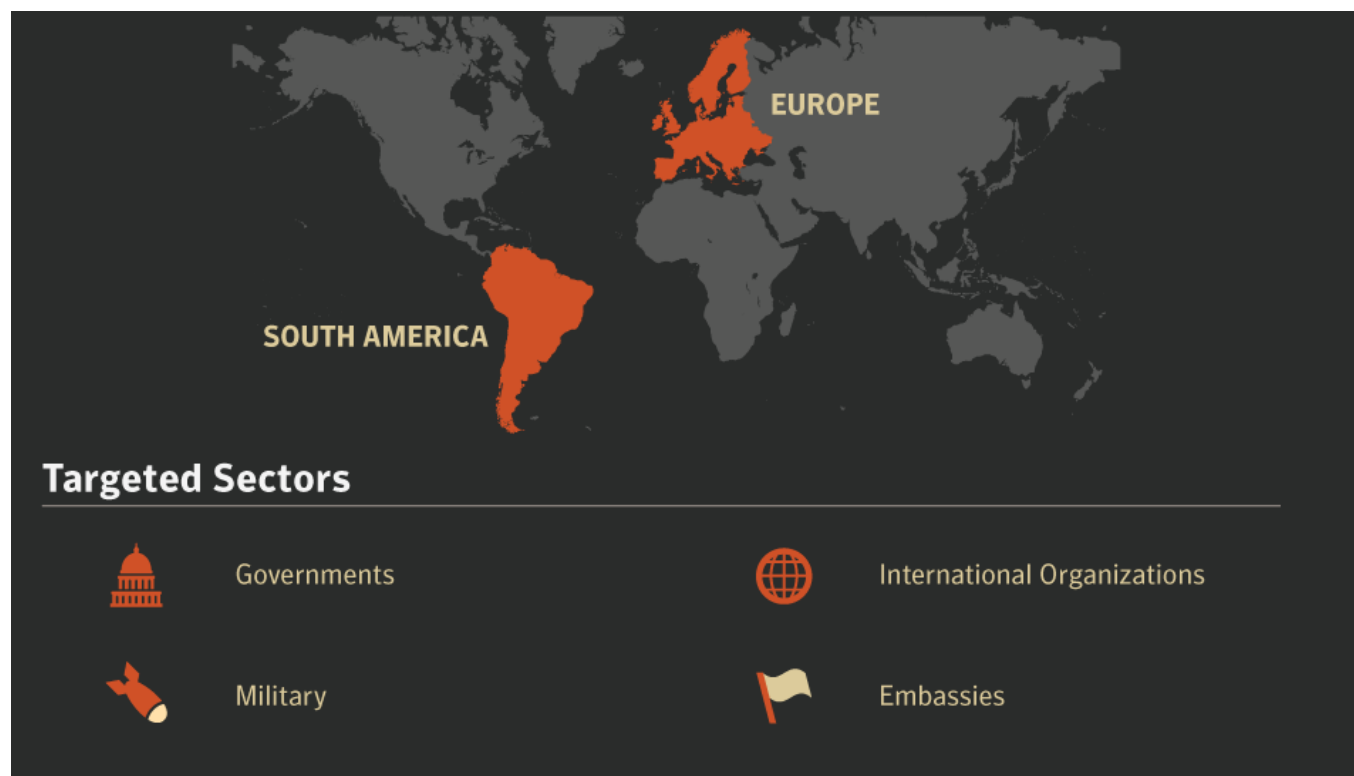 EUROPE
SOUTH AMERICA
Targeted Sectors
Governments
International Organizations
Military
Embassies